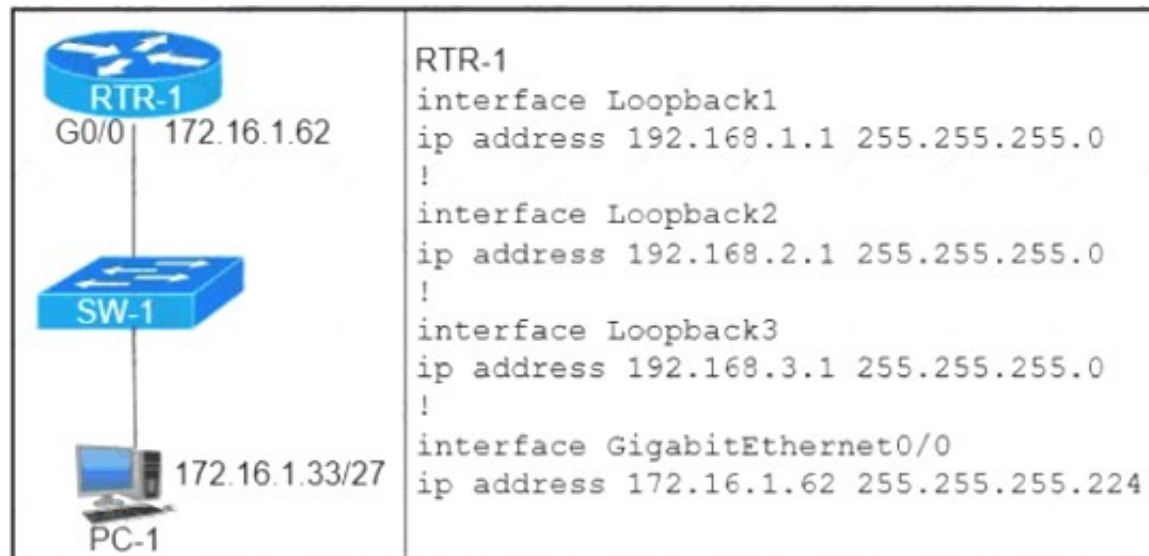 RTR-1
G0/0 172.16.1.62
SW-1
172.16.1.33/27
PC-1
RTR-1
interface Loopback1
ip address 192.168.1.1 255.255.255.0
!
interface Loopback2
ip address 192.168.2.1 255.255.255.0
!
interface Loopback3
ip address 192.168.3.1 255.255.255.0
!
interface GigabitEthernet0/0
ip address 172.16.1.62 255.255.255.224